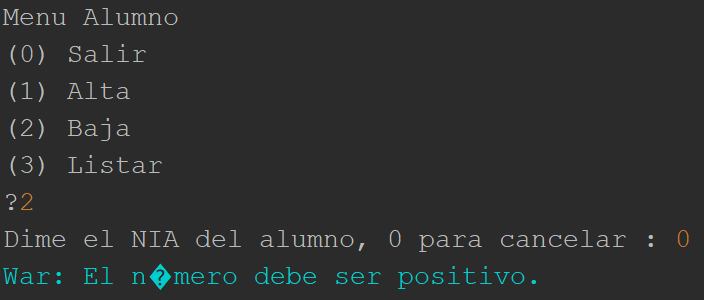 Menu Alumno
(0) Salir
(1) Alta
(2) Baja
(3) Listar
?2
Dime el NIA del alumno, 0 para cancelar : 0
War: El n�mero debe ser positivo.